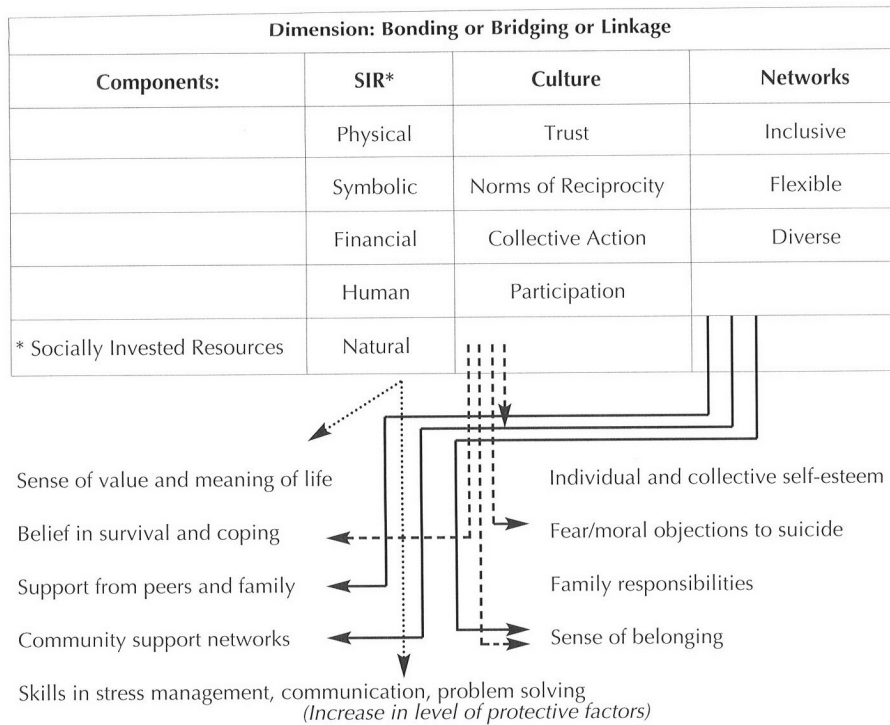 Dimension: Bonding or Bridging or Linkage
Components: SIR* Culture Networks
Physical Trust Inclusive
Symbolic Norms of Reciprocity Flexible
Financial Collective Action Diverse
Human Participation
* Socially Invested Resources Natural
Sense of value and meaning of life Individual and collective self-esteem
Belief in survival and coping Fear/moral objections to suicide
Support from peers and family Family responsibilities
Community support networks Sense of belonging
Skills in stress management, communication, problem solving
(Increase in level of protective factors)